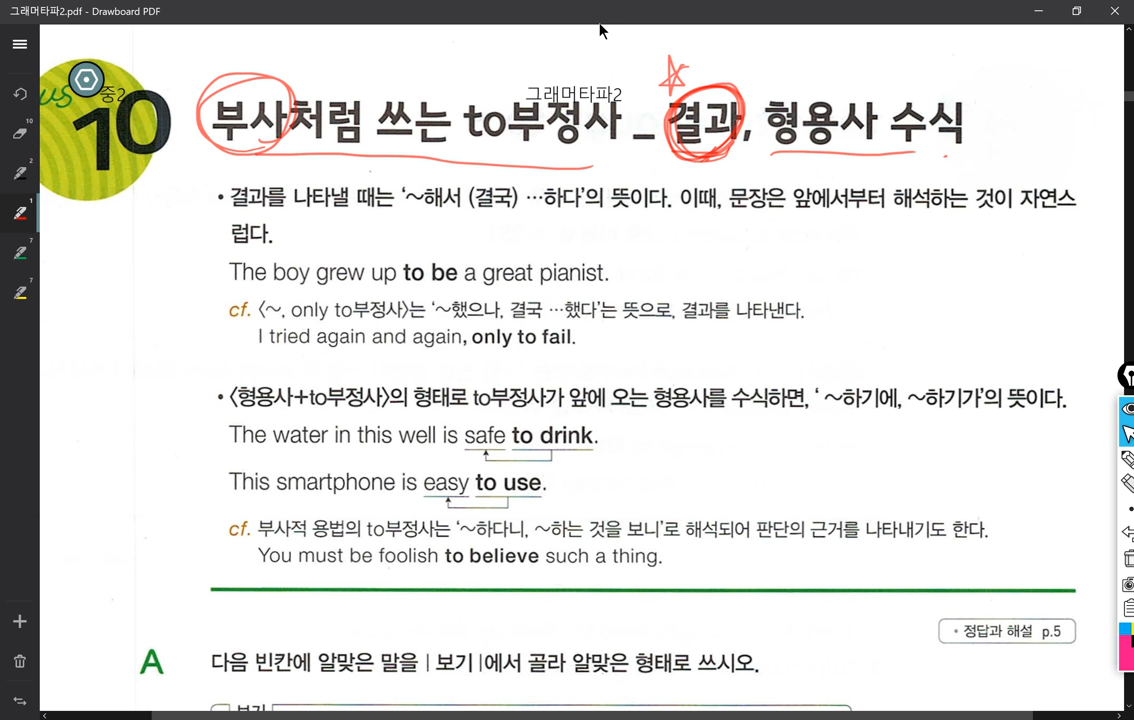 그래머타파2.pdf - Drawboard PDF
us
중2
그래머타파2
10
부사처럼 쓰는 to부정사 _ 결과, 형용사 수식
• 결과를 나타낼 때는 ‘~해서 (결국) …하다’의 뜻이다. 이때, 문장은 앞에서부터 해석하는 것이 자연스
럽다.
The boy grew up to be a great pianist.
cf. 〈~, only to부정사〉는 ‘~했으나, 결국 …했다’는 뜻으로, 결과를 나타낸다.
I tried again and again, only to fail.
• 〈형용사+to부정사〉의 형태로 to부정사가 앞에 오는 형용사를 수식하면, ‘ ~하기에, ~하기가’의 뜻이다.
The water in this well is safe to drink.
This smartphone is easy to use.
cf. 부사적 용법의 to부정사는 ‘~하다니, ~하는 것을 보니’로 해석되어 판단의 근거를 나타내기도 한다.
You must be foolish to believe such a thing.
• 정답과 해설 p.5
A 다음 빈칸에 알맞은 말을 | 보기 |에서 골라 알맞은 형태로 쓰시오.
보기
10
2
1
7
7